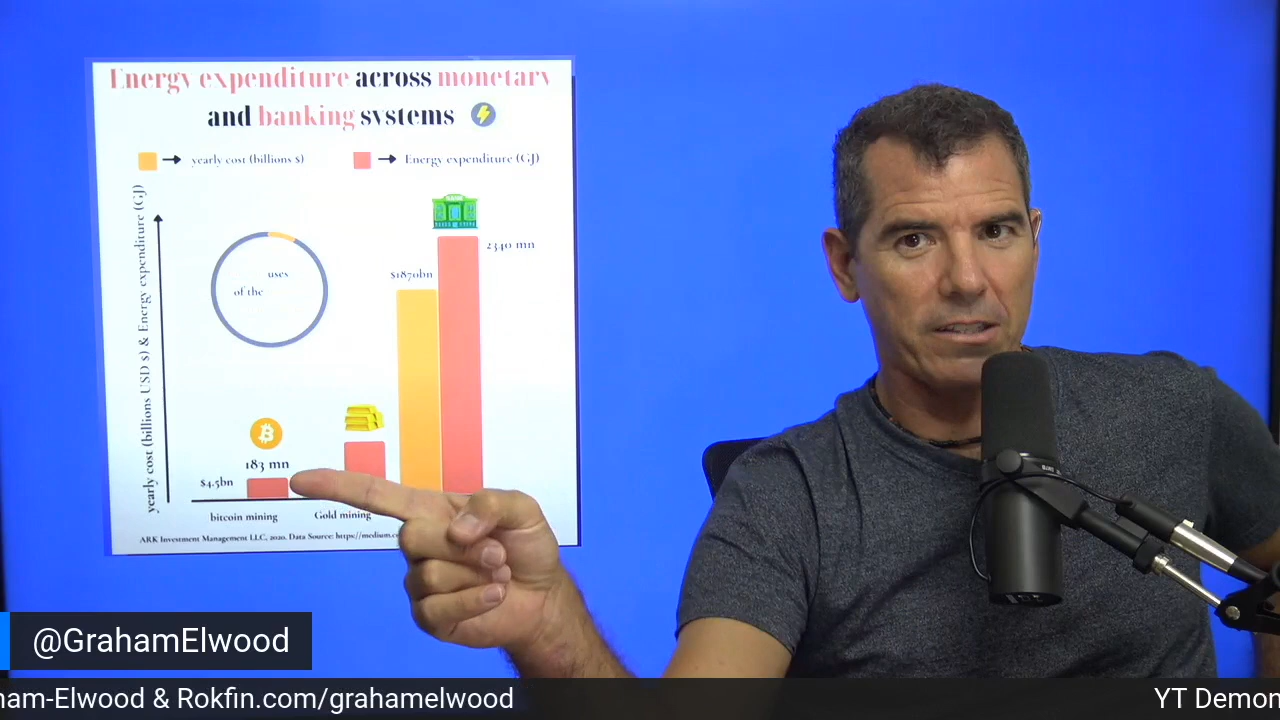 Energy expenditure across monetary
and banking systems
yearly cost (billions $)
Energy expenditure (GJ)
yearly cost (billions USD $) & Energy expenditure (GJ)
BANK
2340 mn
$1870bn
uses
of the
183 mn
$4.5bn
bitcoin mining
Gold mining
ARK Investment Management LLC, 2020. Data Source: https://medium.c
@GrahamElwood
ham-Elwood & Rokfin.com/grahamelwood
YT Demon